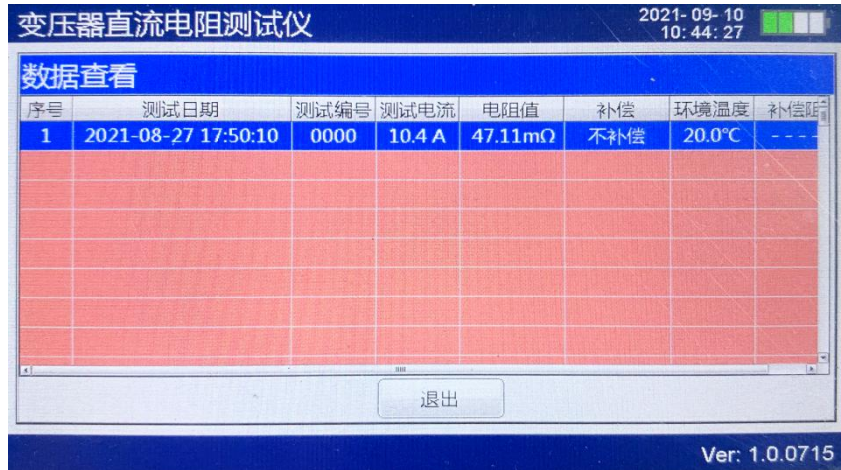 变压器直流电阻测试仪
2021-09-10
10:44:27
数据查看
序号 测试日期 测试编号 测试电流 电阻值 补偿 环境温度 补偿阻
1 2021-08-27 17:50:10 0000 10.4 A 47.11mΩ 不补偿 20.0℃ ----
退出
Ver: 1.0.0715